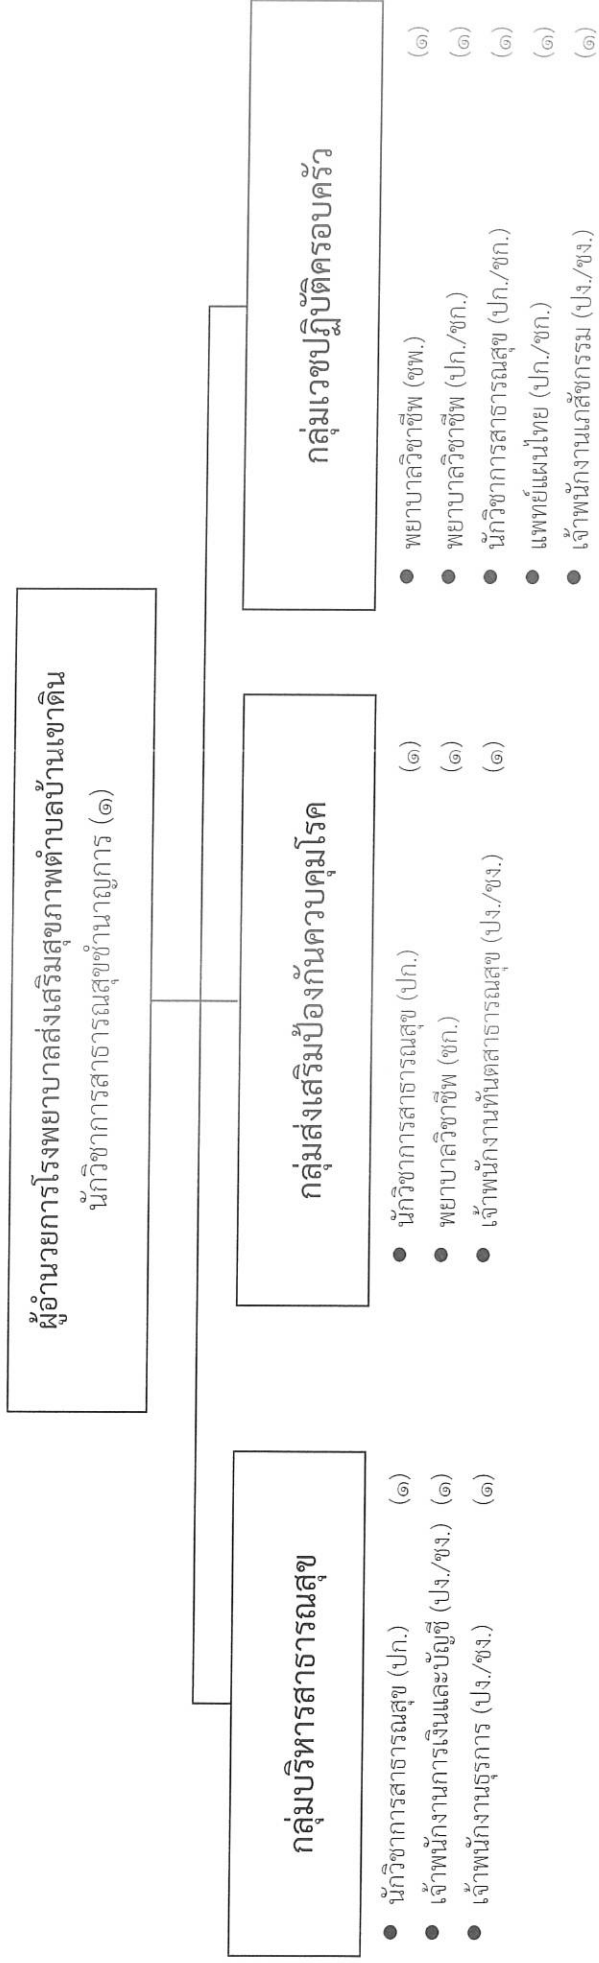 ผู้อำนวยการโรงพยาบาลส่งเสริมสุขภาพตำบลบ้านเขาดิน
นักวิชาการสาธารณสุขชำนาญการ (๑)
กลุ่มบริหารสาธารณสุข
● นักวิชาการสาธารณสุข (ปก.) (๑)
● เจ้าพนักงานการเงินและบัญชี (ปง./ชง.) (๑)
● เจ้าพนักงานธุรการ (ปง./ชง.) (๑)
กลุ่มส่งเสริมป้องกันควบคุมโรค
● นักวิชาการสาธารณสุข (ปก.) (๑)
● พยาบาลวิชาชีพ (ชก.) (๑)
● เจ้าพนักงานทันตสาธารณสุข (ปง./ชง.) (๑)
กลุ่มเวชปฏิบัติครอบครัว
● พยาบาลวิชาชีพ (ชพ.) (๑)
● พยาบาลวิชาชีพ (ปก./ชก.) (๑)
● นักวิชาการสาธารณสุข (ปก./ชก.) (๑)
● แพทย์แผนไทย (ปก./ชก.) (๑)
● เจ้าพนักงานเภสัชกรรม (ปง./ชง.) (๑)